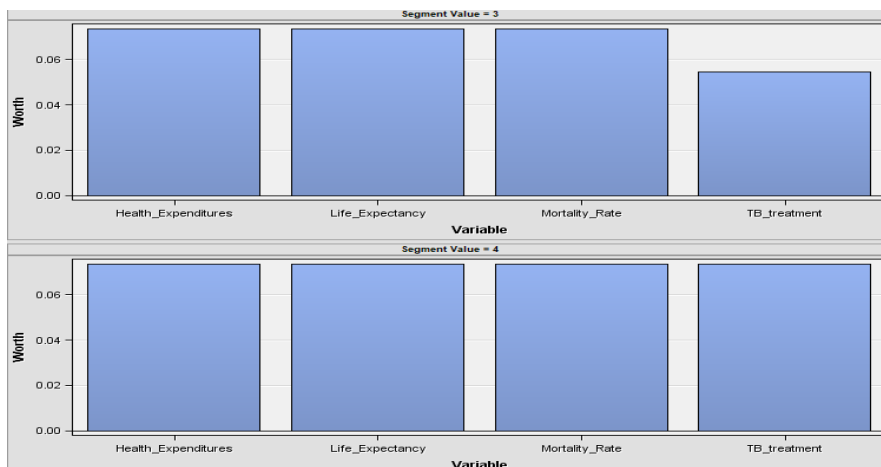 Segment Value = 3
Worth
0.06
0.04
0.02
0.00
Health_Expenditures Life_Expectancy Mortality_Rate TB_treatment
Variable
Segment Value = 4
Worth
0.06
0.04
0.02
0.00
Health_Expenditures Life_Expectancy Mortality_Rate TB_treatment
Variable